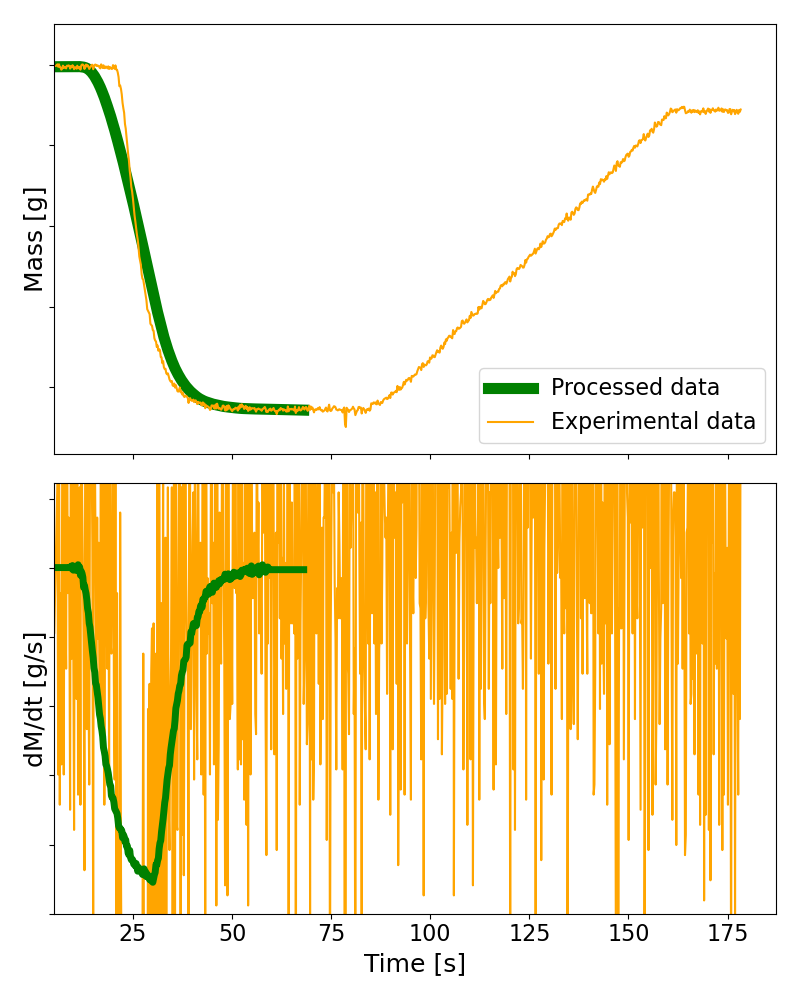 Mass [g]
Processed data
Experimental data
dM/dt [g/s]
25 50 75 100 125 150 175
Time [s]